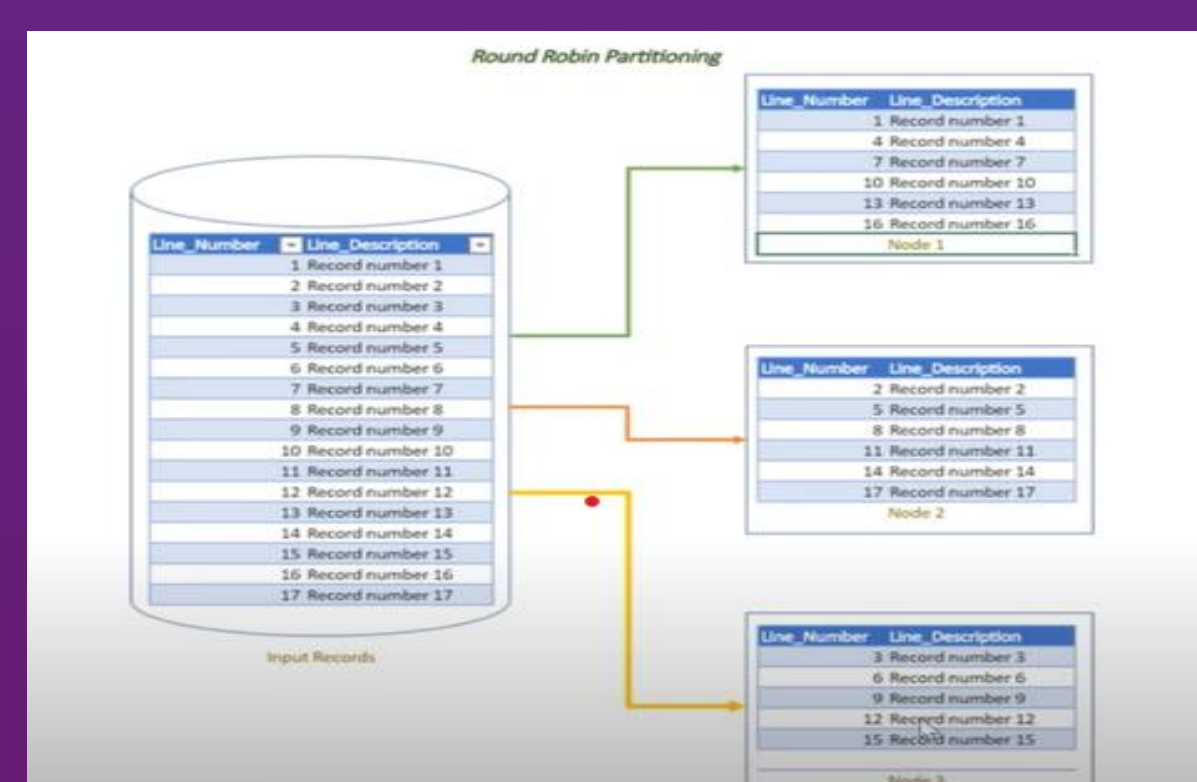 Round Robin Partitioning
Line_Number Line_Description
1 Record number 1
2 Record number 2
3 Record number 3
4 Record number 4
5 Record number 5
6 Record number 6
7 Record number 7
8 Record number 8
9 Record number 9
10 Record number 10
11 Record number 11
12 Record number 12
13 Record number 13
14 Record number 14
15 Record number 15
16 Record number 16
17 Record number 17
Input Records
Line_Number Line_Description
1 Record number 1
4 Record number 4
7 Record number 7
10 Record number 10
13 Record number 13
16 Record number 16
Node 1
Line_Number Line_Description
2 Record number 2
5 Record number 5
8 Record number 8
11 Record number 11
14 Record number 14
17 Record number 17
Node 2
Line_Number Line_Description
3 Record number 3
6 Record number 6
9 Record number 9
12 Record number 12
15 Record number 15
Node 3